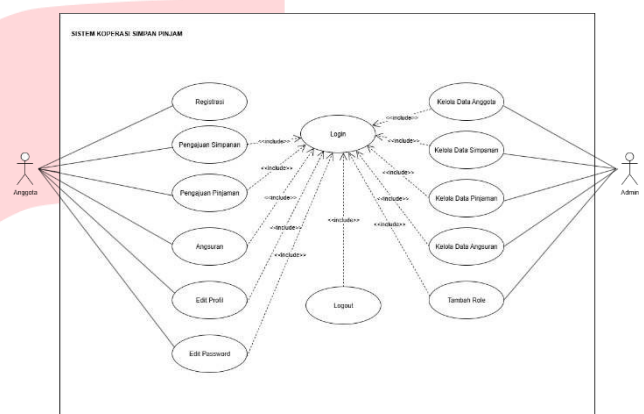 SISTEM KOPERASI SIMPAN PINJAM
Registrasi
Kelola Data Anggota
<<include>>
Login
Pengajuan Simpanan
<<include>>
<<include>>
Kelola Data Simpanan
<<include>>
<<include>>
Anggota
Pengajuan Pinjaman
Kelola Data Pinjaman
Admin
<<include>>
<<include>>
<<include>>
<<include>>
<<include>>
Angsuran
Kelola Data Angsuran
<<include>>
Edit Profil
Logout
Tambah Role
Edit Password